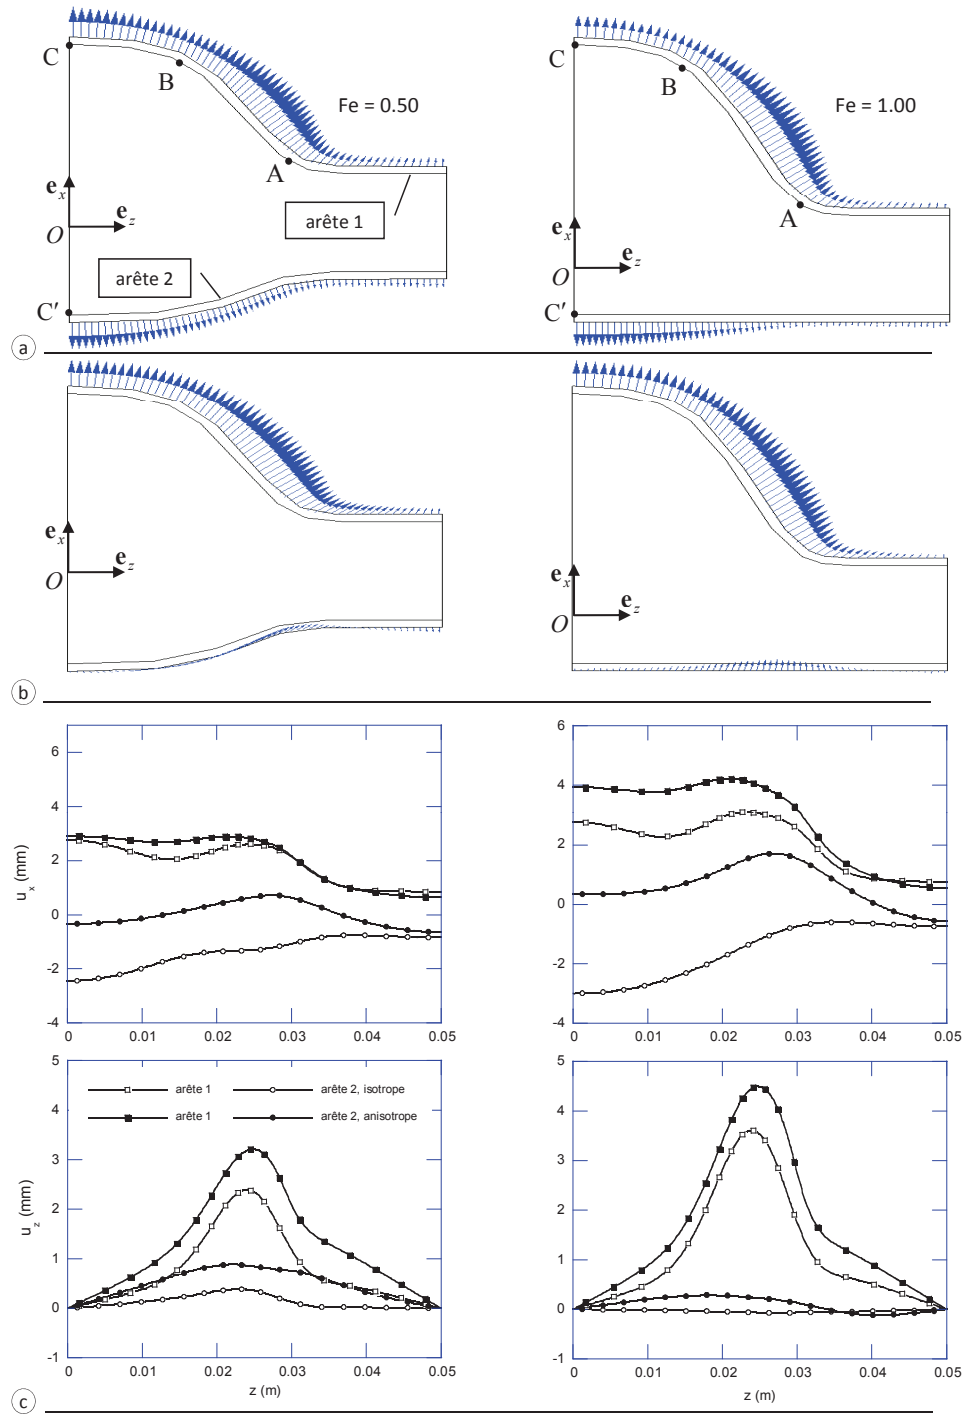 C
B
Fe = 0.50
A
e x
arête 1
O
e z
arête 2
C'
a
C
B
Fe = 1.00
A
e x
O
e z
C'
e x
O
e z
b
e x
O
e z
u x (mm)
6
4
2
0
-2
-4
0 0.01 0.02 0.03 0.04 0.05
6
4
2
0
-2
-4
0 0.01 0.02 0.03 0.04 0.05
u z (mm)
5
4
3
2
1
0
-1
arête 1
arête 2, isotrope
arête 1
arête 2, anisotrope
0 0.01 0.02 0.03 0.04 0.05
z (m)
5
4
3
2
1
0
-1
0 0.01 0.02 0.03 0.04 0.05
z (m)
c